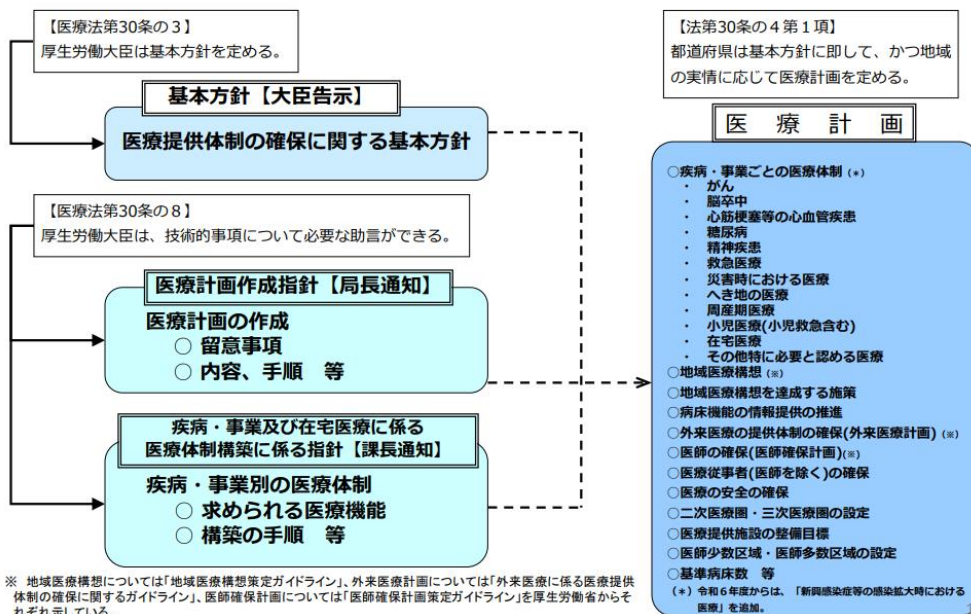 【医療法第30条の3】
厚生労働大臣は基本方針を定める。
基本方針【大臣告示】
医療提供体制の確保に関する基本方針
【医療法第30条の8】
厚生労働大臣は、技術的事項について必要な助言ができる。
医療計画作成指針【局長通知】
医療計画の作成
○ 留意事項
○ 内容、手順　等
疾病・事業及び在宅医療に係る
医療体制構築に係る指針【課長通知】
疾病・事業別の医療体制
○ 求められる医療機能
○ 構築の手順　等
【法第30条の4第1項】
都道府県は基本方針に即して、かつ地域
の実情に応じて医療計画を定める。
医　療　計　画
○疾病・事業ごとの医療体制（*）
・ がん
・ 脳卒中
・ 心筋梗塞等の心血管疾患
・ 糖尿病
・ 精神疾患
・ 救急医療
・ 災害時における医療
・ へき地の医療
・ 周産期医療
・ 小児医療(小児救急含む)
・ 在宅医療
・ その他特に必要と認める医療
○地域医療構想（※）
○地域医療構想を達成する施策
○病床機能の情報提供の推進
○外来医療の提供体制の確保(外来医療計画)（※）
○医師の確保(医師確保計画)(※)
○医療従事者(医師を除く)の確保
○医療の安全の確保
○二次医療圏・三次医療圏の設定
○医療提供施設の整備目標
○医師少数区域・医師多数区域の設定
○基準病床数　等
（*）令和6年度からは、「新興感染症等の感染拡大時における
医療」を追加。
※ 地域医療構想については「地域医療構想策定ガイドライン」、外来医療計画については「外来医療に係る医療提供
体制の確保に関するガイドライン」、医師確保計画については「医師確保計画策定ガイドライン」を厚生労働省からそ
れぞれ示している。